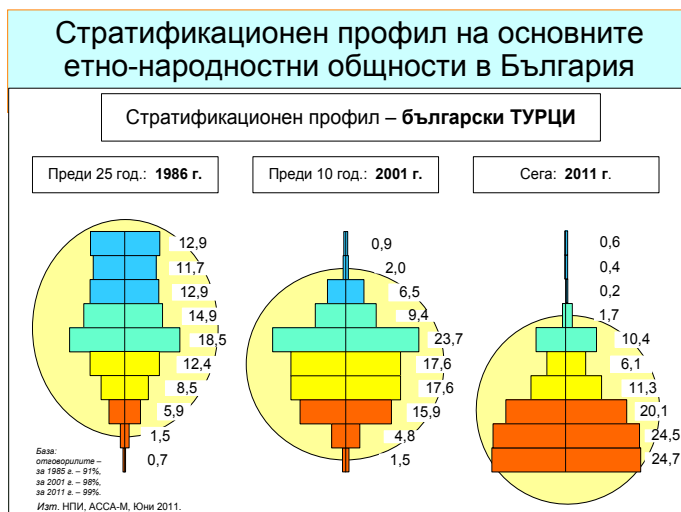 Стратификационен профил на основните
етно-народностни общности в България
Стратификационен профил – български ТУРЦИ
Преди 25 год.: 1986 г.
Преди 10 год.: 2001 г.
Сега: 2011 г.
12,9
11,7
12,9
14,9
18,5
12,4
8,5
5,9
1,5
0,7
0,9
2,0
6,5
9,4
23,7
17,6
17,6
15,9
4,8
1,5
0,6
0,4
0,2
1,7
10,4
6,1
11,3
20,1
24,5
24,7
База:
отговорилите –
за 1985 г. – 91%,
за 2001 г. – 98%,
за 2011 г. – 99%.
Изт. НПИ, АССА-М, Юни 2011.